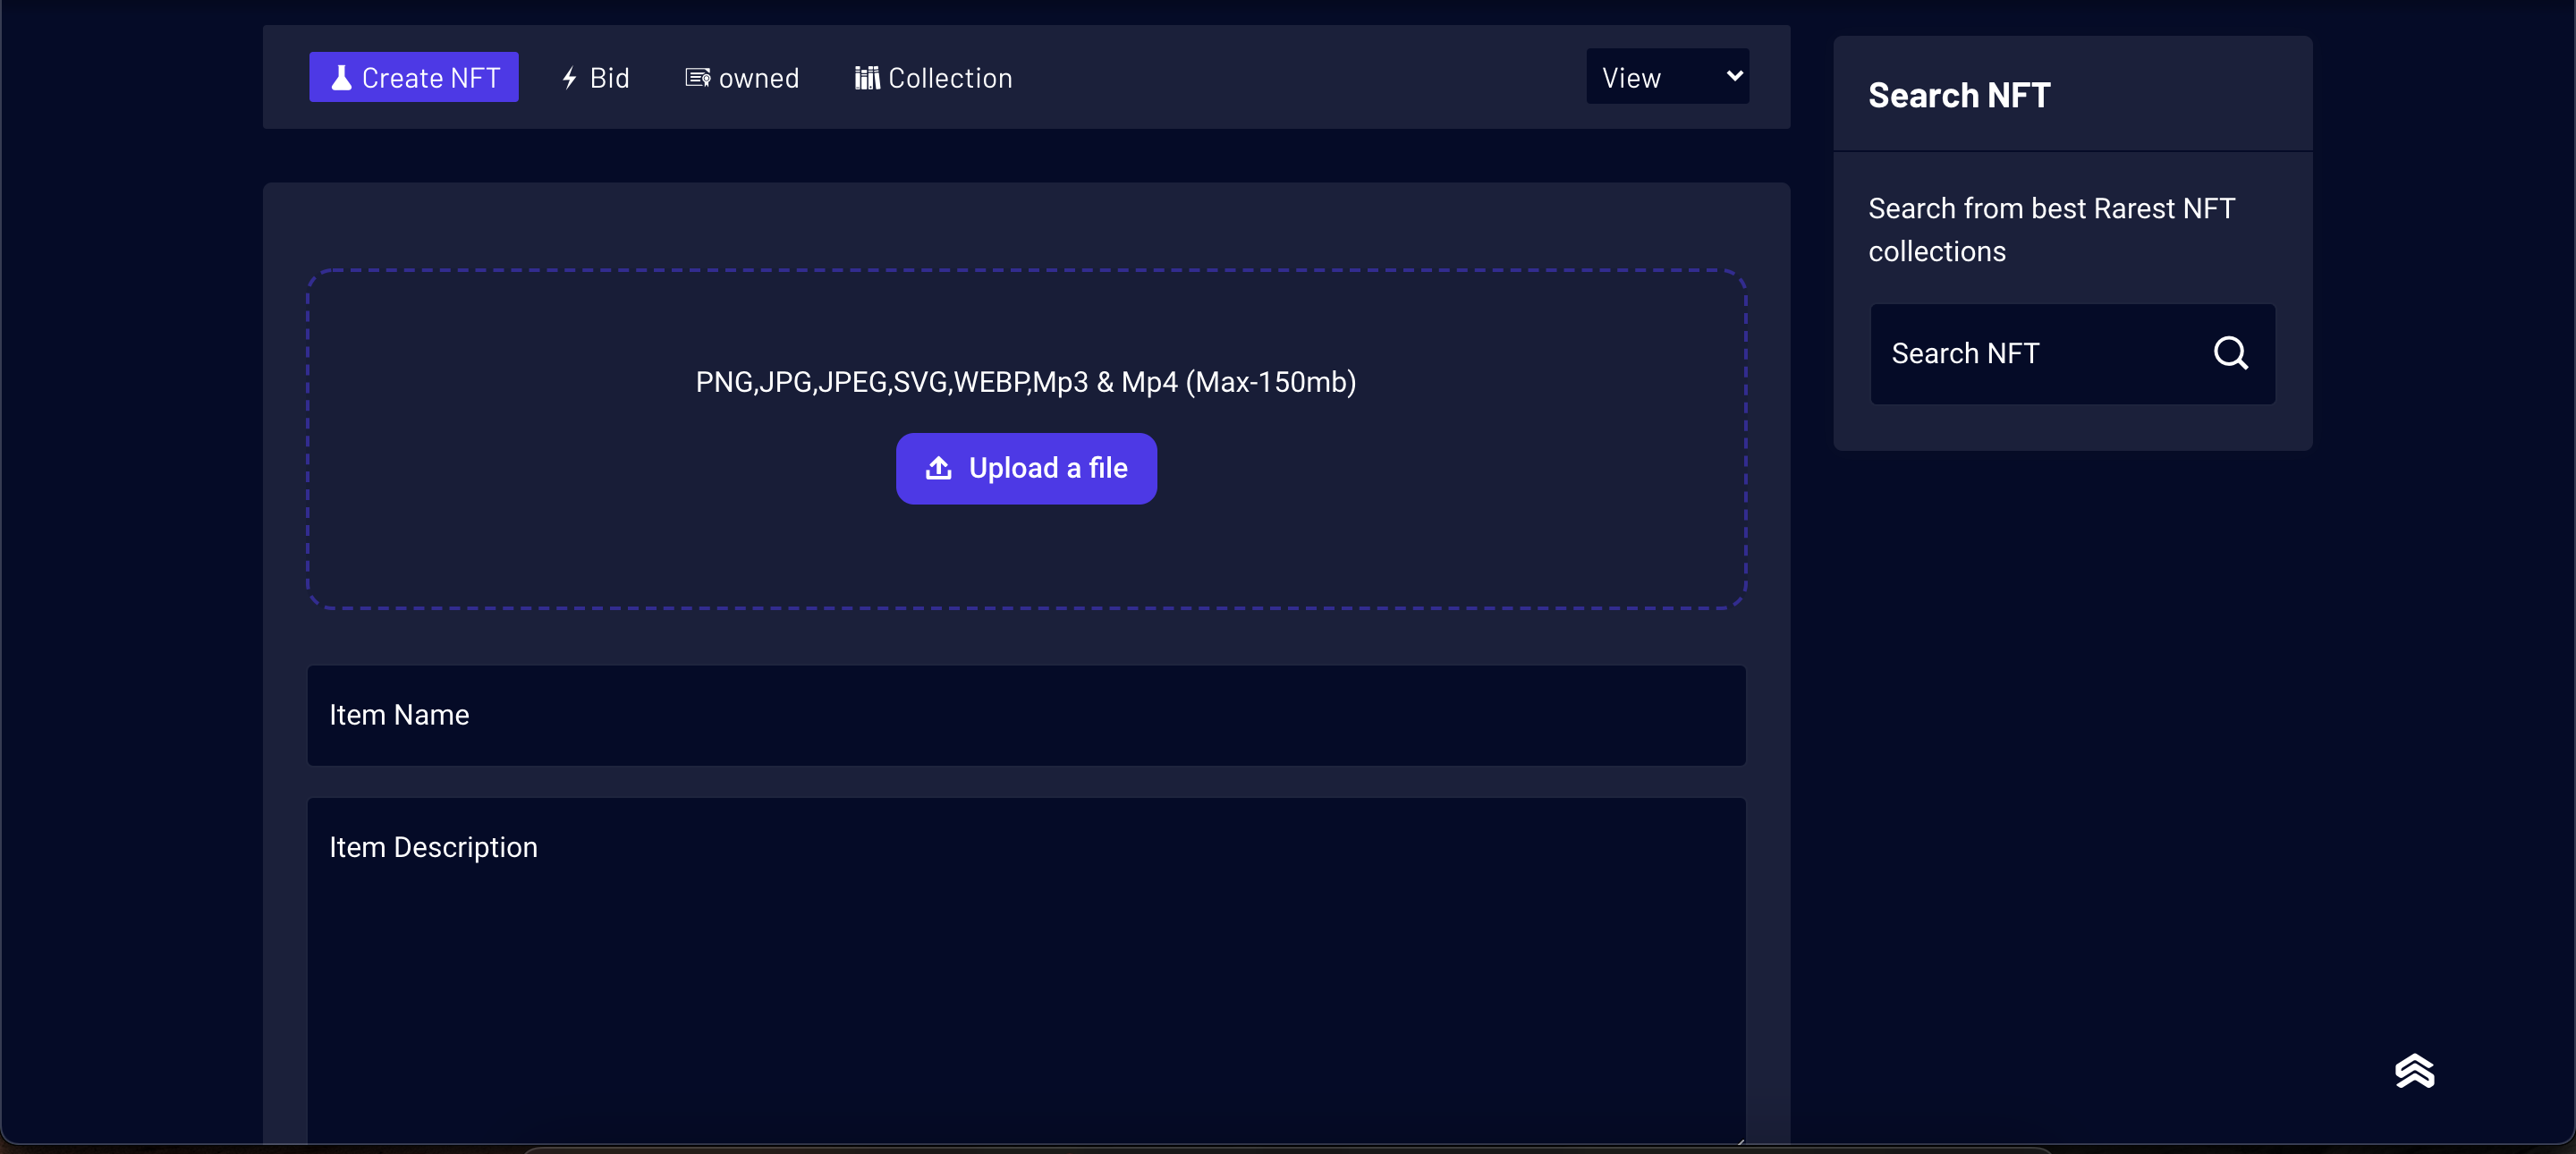 Create NFT Bid owned Collection View
Search NFT
Search from best Rarest NFT
collections
Search NFT
PNG,JPG,JPEG,SVG,WEBP,Mp3 & Mp4 (Max-150mb)
Upload a file
Item Name
Item Description